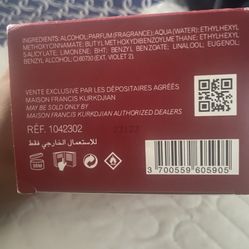 INGREDIENTS: ALCOHOL; PARFUM (FRAGRANCE); AQUA (WATER); ETHYLHEXYL
METHOXYCINNAMATE; BUTYL METHOXYDIBENZOYLMETHANE; ETHYLHEXYL
SALICYLATE; LIMONENE; BHT; BENZYL BENZOATE; LINALOOL; EUGENOL;
BENZYL ALCOHOL; CI 60730 (EXT. VIOLET 2).
VENTE EXCLUSIVE PAR LES DÉPOSITAIRES AGRÉÉS
MAISON FRANCIS KURKDJIAN
MAY BE SOLD ONLY BY
MAISON FRANCIS KURKDJIAN AUTHORIZED DEALERS
RÉF. 1042302
للاستعمال الخارجي فقط
3 700559 605905